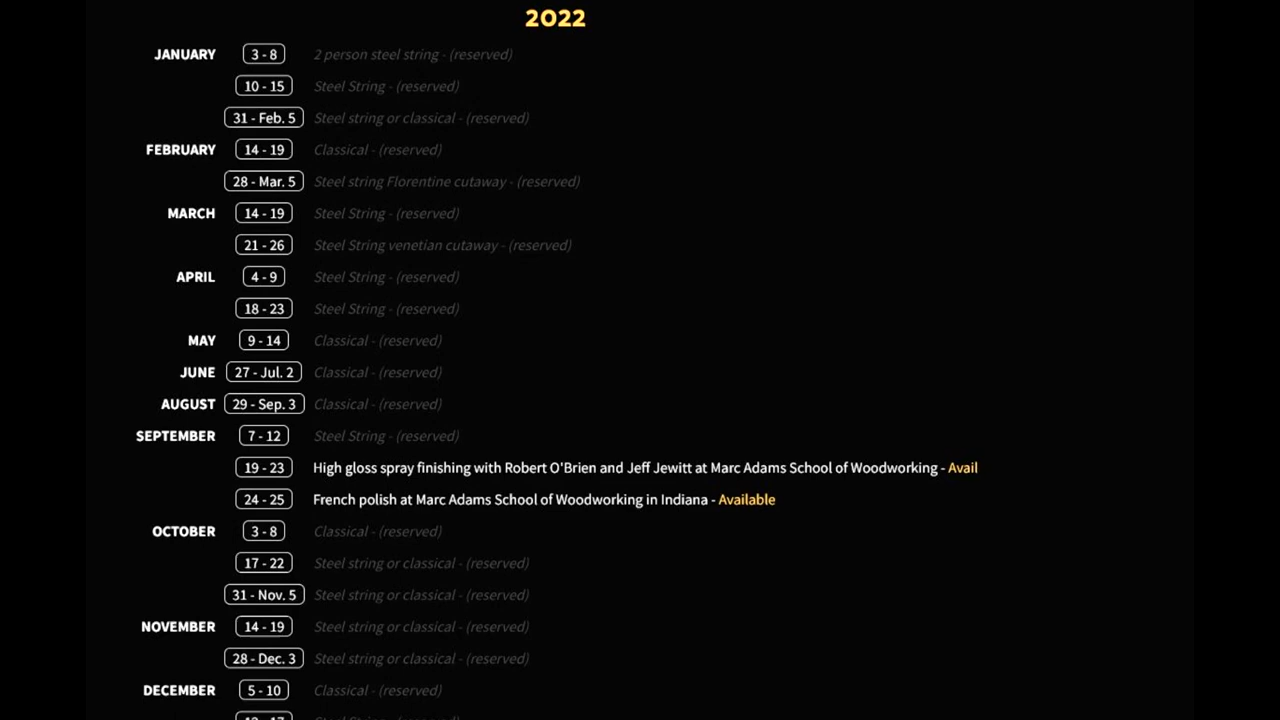 2022
JANUARY 3 - 8 2 person steel string - (reserved)
10 - 15 Steel String - (reserved)
31 - Feb. 5 Steel string or classical - (reserved)
FEBRUARY 14 - 19 Classical - (reserved)
28 - Mar. 5 Steel string Florentine cutaway - (reserved)
MARCH 14 - 19 Steel String - (reserved)
21 - 26 Steel String venetian cutaway - (reserved)
APRIL 4 - 9 Steel String - (reserved)
18 - 23 Steel String - (reserved)
MAY 9 - 14 Classical - (reserved)
JUNE 27 - Jul. 2 Classical - (reserved)
AUGUST 29 - Sep. 3 Classical - (reserved)
SEPTEMBER 7 - 12 Steel String - (reserved)
19 - 23 High gloss spray finishing with Robert O'Brien and Jeff Jewitt at Marc Adams School of Woodworking - Avail
24 - 25 French polish at Marc Adams School of Woodworking in Indiana - Available
OCTOBER 3 - 8 Classical - (reserved)
17 - 22 Steel string or classical - (reserved)
31 - Nov. 5 Steel string or classical - (reserved)
NOVEMBER 14 - 19 Steel string or classical - (reserved)
28 - Dec. 3 Steel string or classical - (reserved)
DECEMBER 5 - 10 Classical - (reserved)